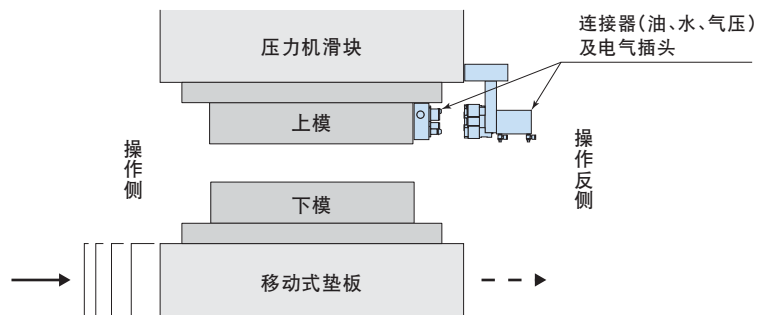 压力机滑块
连接器(油、水、气压)
及电气插头
上模
操作侧
操作反侧
下模
移动式垫板